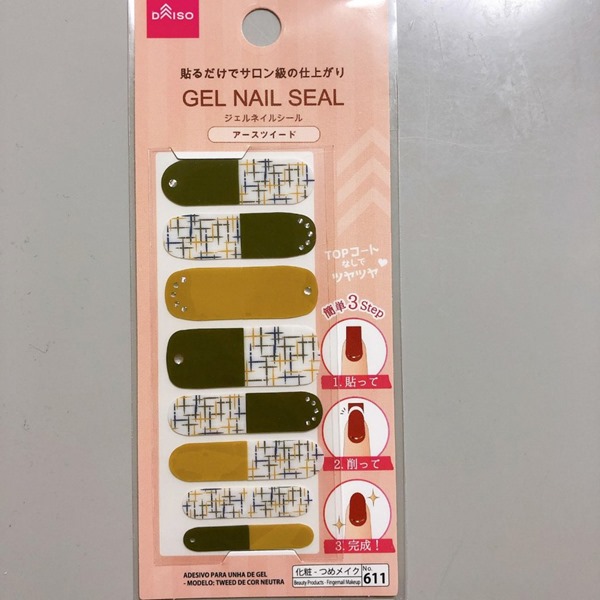 DAISO
貼るだけでサロン級の仕上がり
GEL NAIL SEAL
ジェルネイルシール
アースツイード
TOPコート
なしで
ツヤツヤ
簡単3Step
1.貼って
2.削って
3.完成！
ADESIVO PARA UNHA DE GEL
- MODELO: TWEED DE COR NEUTRA
化粧-つめメイク
Beauty Products - Fingernail Makeup
No.
611